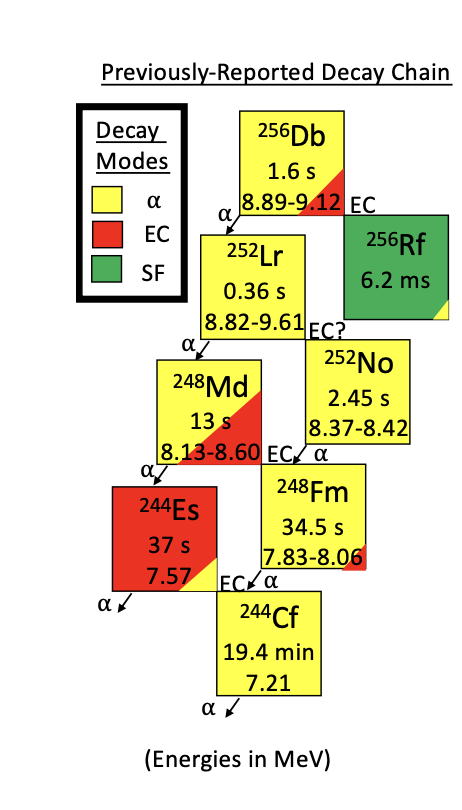 Previously-Reported Decay Chain
Decay
Modes
α
EC
SF
²⁵⁶Db
1.6 s
8.89-9.12
EC
α
²⁵⁶Rf
6.2 ms
²⁵²Lr
0.36 s
8.82-9.61
EC?
α
²⁵²No
2.45 s
8.37-8.42
²⁴⁸Md
13 s
8.13-8.60
EC
α
α
²⁴⁸Fm
34.5 s
7.83-8.06
²⁴⁴Es
37 s
7.57
EC
α
α
²⁴⁴Cf
19.4 min
7.21
α
(Energies in MeV)